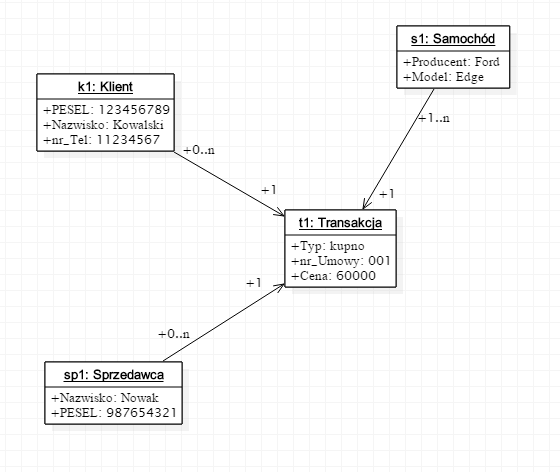 s1: Samochód
+Producent: Ford
+Model: Edge
k1: Klient
+PESEL: 123456789
+Nazwisko: Kowalski
+nr_Tel: 11234567
+1..n
+0..n
+1
+1
t1: Transakcja
+Typ: kupno
+nr_Umowy: 001
+Cena: 60000
+1
+0..n
sp1: Sprzedawca
+Nazwisko: Nowak
+PESEL: 987654321